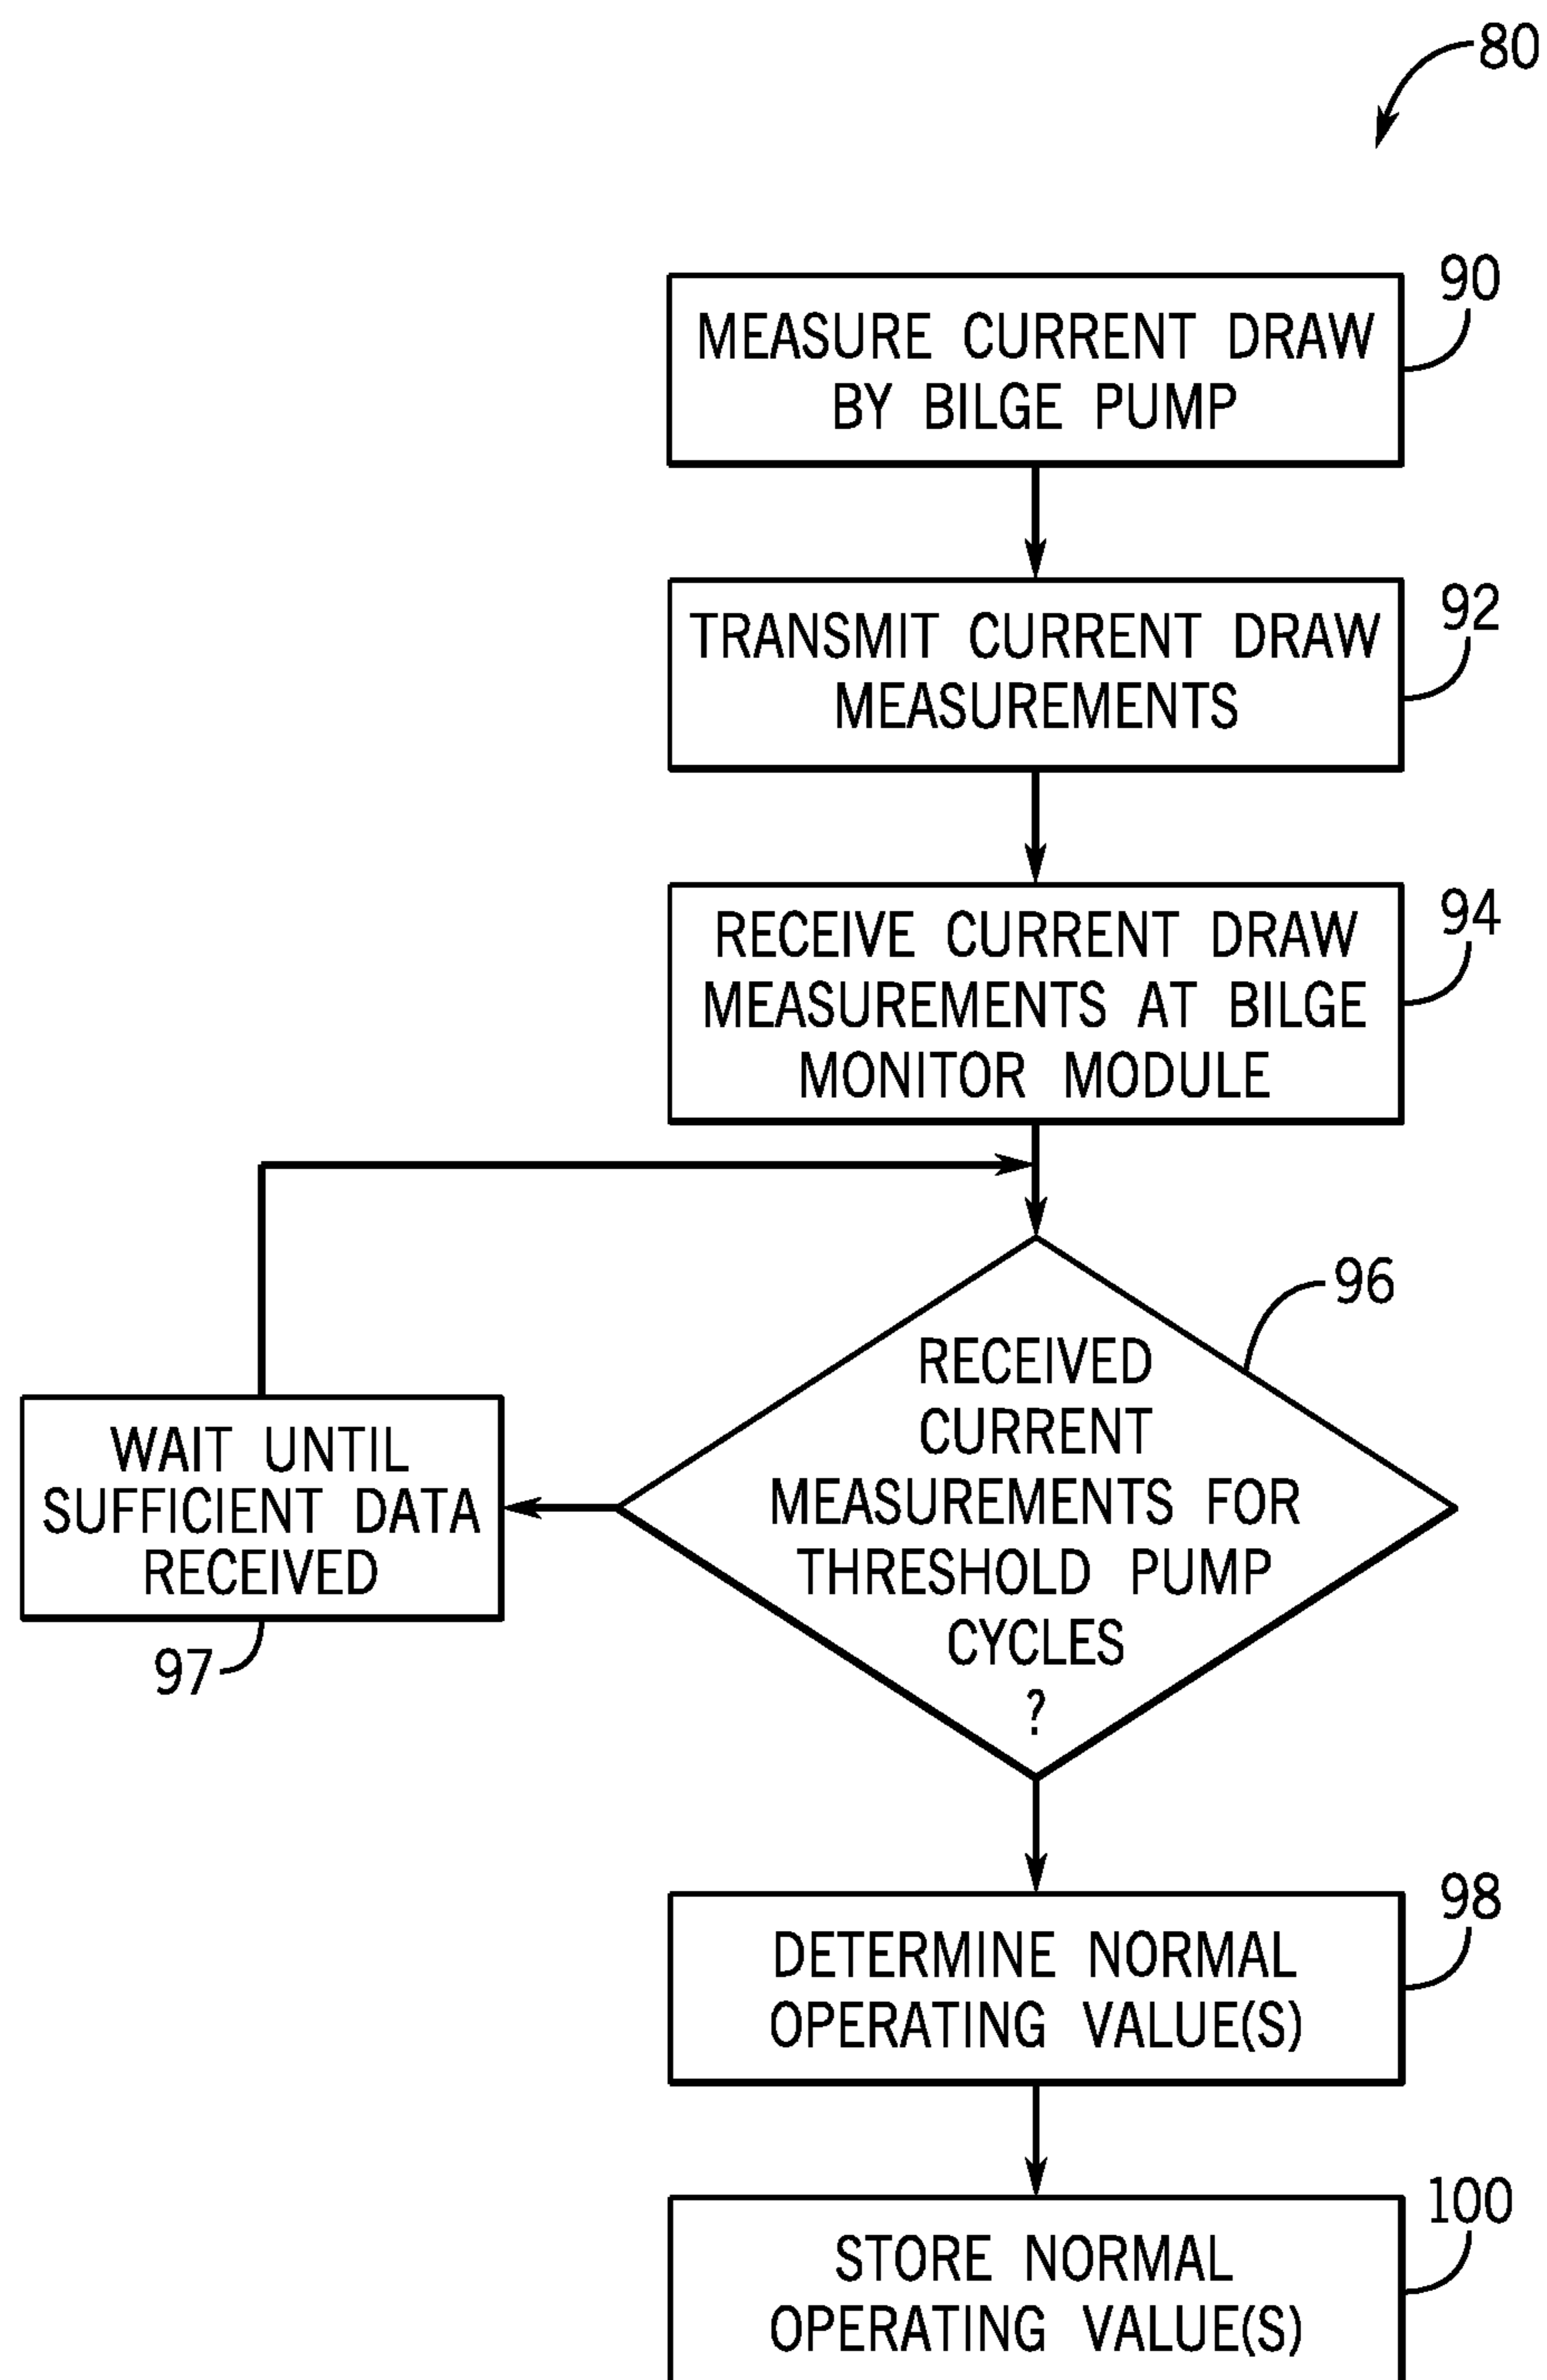 80
90
MEASURE CURRENT DRAW
BY BILGE PUMP
92
TRANSMIT CURRENT DRAW
MEASUREMENTS
94
RECEIVE CURRENT DRAW
MEASUREMENTS AT BILGE
MONITOR MODULE
96
RECEIVED
CURRENT
MEASUREMENTS FOR
THRESHOLD PUMP
CYCLES
?
WAIT UNTIL
SUFFICIENT DATA
RECEIVED
97
98
DETERMINE NORMAL
OPERATING VALUE(S)
100
STORE NORMAL
OPERATING VALUE(S)